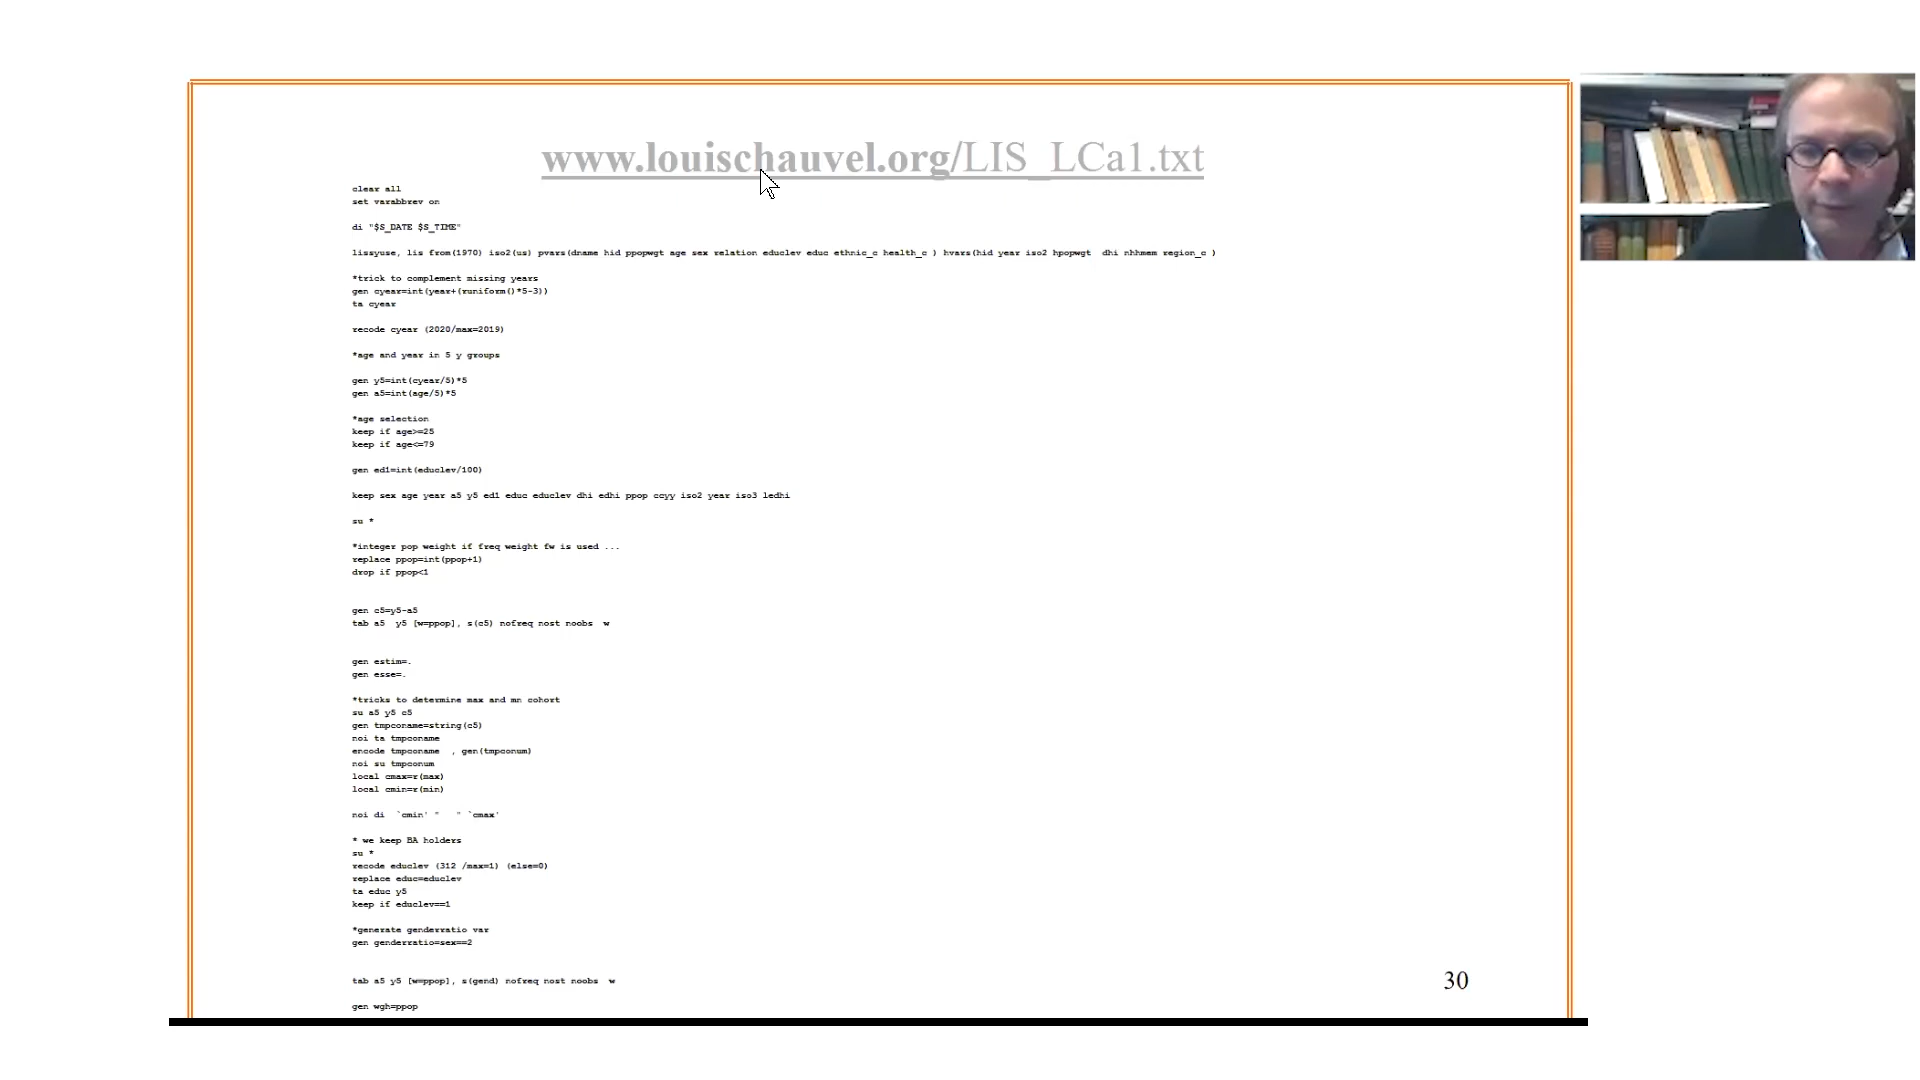 www.louischauvel.org/LIS_LCa1.txt
clear all
set varabbrev on
di "$S_DATE $S_TIME"
lissyuse, lis from(1970) iso2(us) pvars(dname hid ppopwgt age sex relation educlev educ ethnic_c health_c ) hvars(hid year iso2 hpopwgt  dhi nhhmem region_c )
*trick to complement missing years
gen cyear=int(year+(runiform()*5-3))
ta cyear
recode cyear (2020/max=2019)
*age and year in 5 y groups
gen y5=int(cyear/5)*5
gen a5=int(age/5)*5
*age selection
keep if age>=25
keep if age<=79
gen ed1=int(educlev/100)
keep sex age year a5 y5 ed1 educ educlev dhi edhi ppop ccyy iso2 year iso3 ledhi
su *
*integer pop weight if freq weight fw is used ...
replace ppop=int(ppop+1)
drop if ppop<1
gen c5=y5-a5
tab a5  y5 [w=ppop], s(c5) nofreq nost noobs  w
gen estim=.
gen esse=.
*tricks to determine max and mn cohort
su a5 y5 c5
gen tmpconame=string(c5)
noi ta tmpconame
encode tmpconame  , gen(tmpconum)
noi su tmpconum
local cmax=r(max)
local cmin=r(min)
noi di  `cmin' "   " `cmax'
* we keep BA holders
su *
recode educlev (312 /max=1) (else=0)
replace educ=educlev
ta educ y5
keep if educlev==1
*generate genderratio var
gen genderratio=sex==2
tab a5 y5 [w=ppop], s(gend) nofreq nost noobs  w
gen wgh=ppop
30